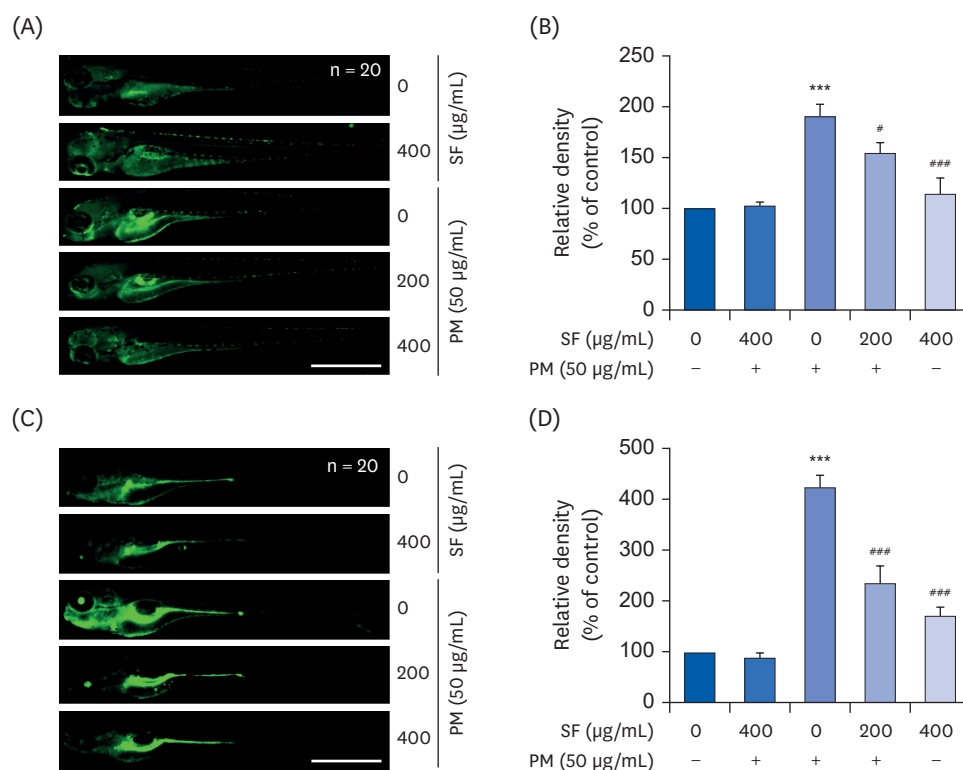 (A)
n = 20
0
400
0
200
400
SF (µg/mL)
PM (50 µg/mL)
(B)
250
200
150
100
50
0
Relative density
(% of control)
***
#
###
SF (µg/mL) 0 400 0 200 400
PM (50 µg/mL) – + + + –
(C)
n = 20
0
400
0
200
400
SF (µg/mL)
PM (50 µg/mL)
(D)
500
400
300
200
100
0
Relative density
(% of control)
***
###
###
SF (µg/mL) 0 400 0 200 400
PM (50 µg/mL) – + + + –